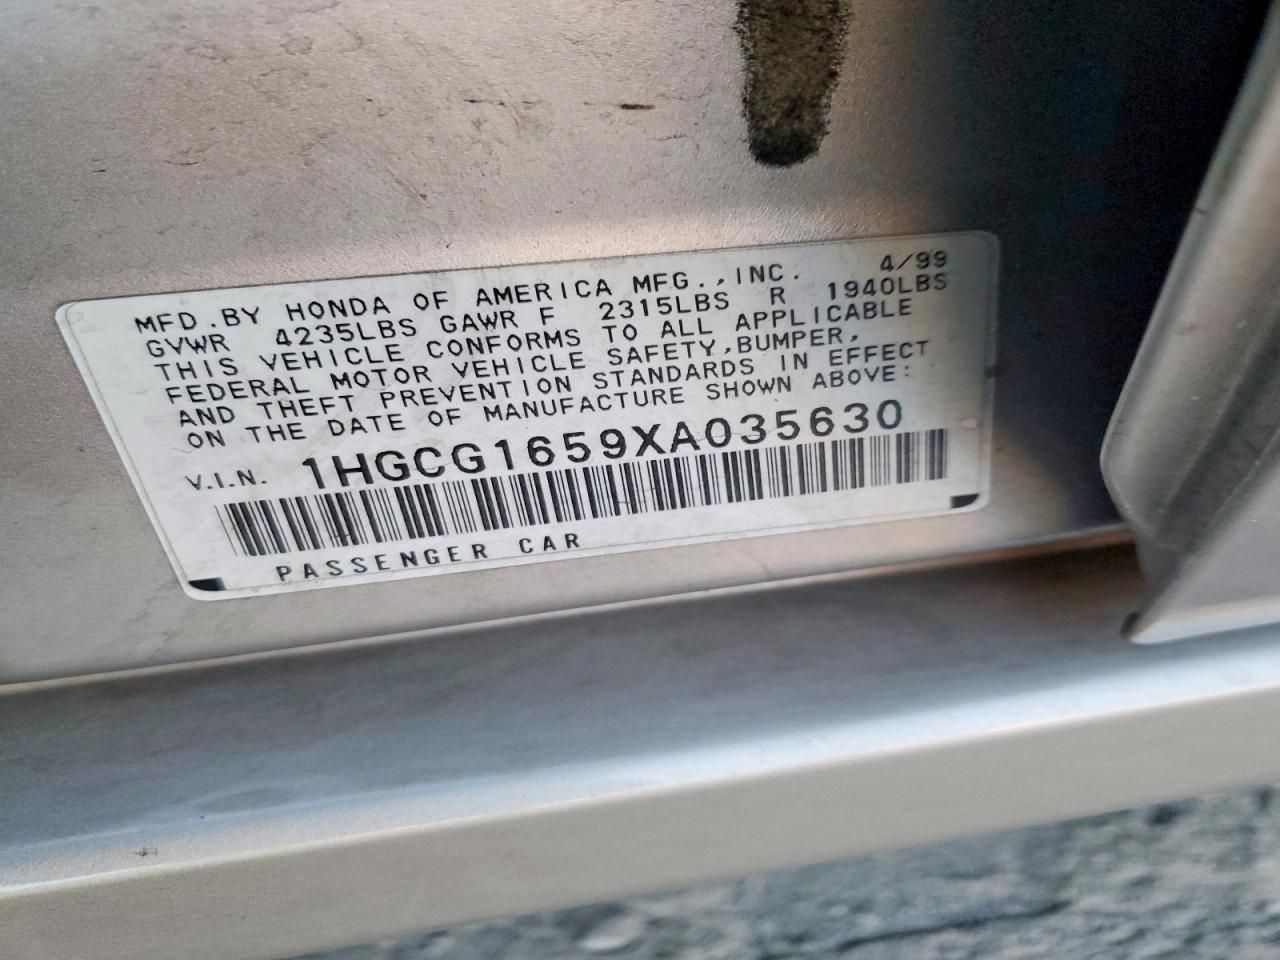 MFD.BY HONDA OF AMERICA MFG.,INC. 4/99
GVWR 4235LBS GAWR F 2315LBS R 1940LBS
THIS VEHICLE CONFORMS TO ALL APPLICABLE
FEDERAL MOTOR VEHICLE SAFETY,BUMPER,
AND THEFT PREVENTION STANDARDS IN EFFECT
ON THE DATE OF MANUFACTURE SHOWN ABOVE:
V.I.N. 1HGCG1659XA035630
PASSENGER CAR